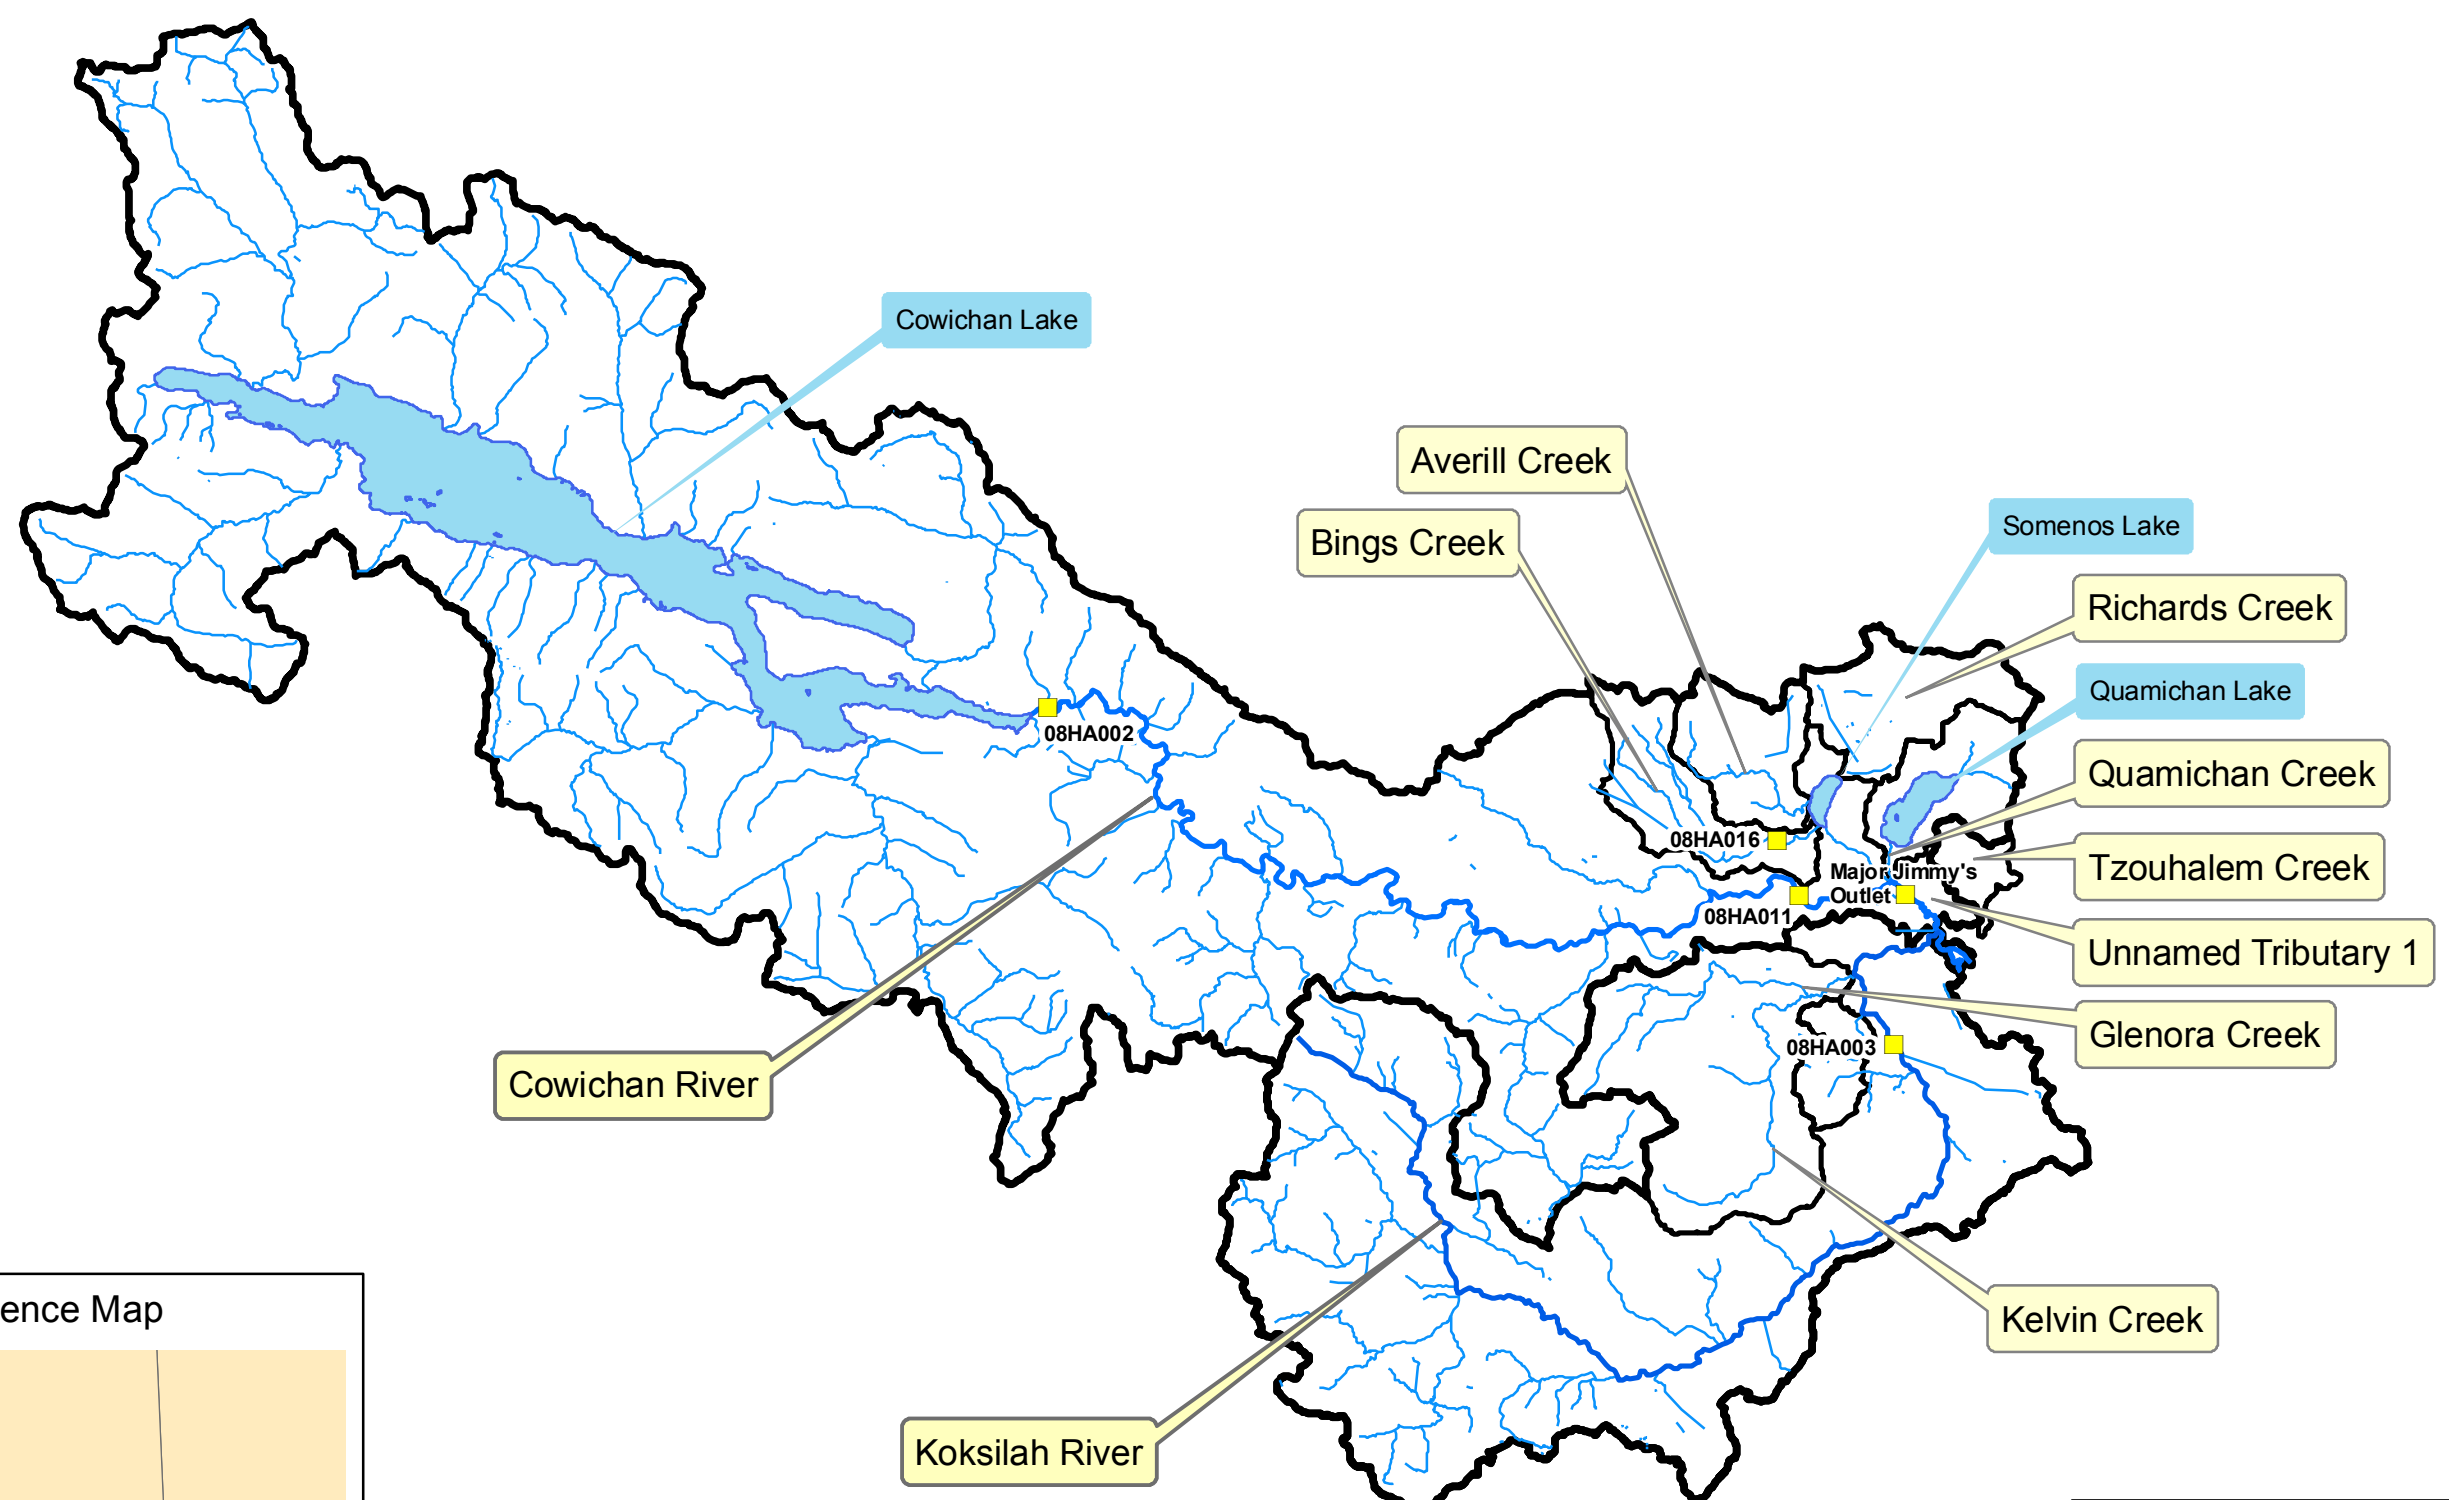 Cowichan Lake
Averill Creek
Bings Creek
Somenos Lake
Richards Creek
Quamichan Lake
08HA002
Quamichan Creek
08HA016
Tzouhalem Creek
Major Jimmy's
Outlet
08HA011
Unnamed Tributary 1
Glenora Creek
08HA003
Cowichan River
Kelvin Creek
ence Map
Koksilah River